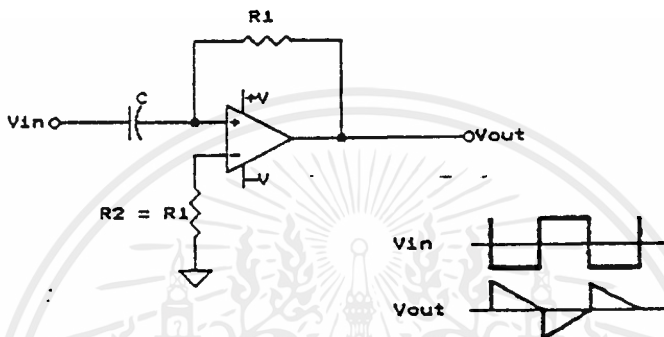 R1
+V
C
Vin
Vout
+
−
-V
R2 = R1
Vin
Vout